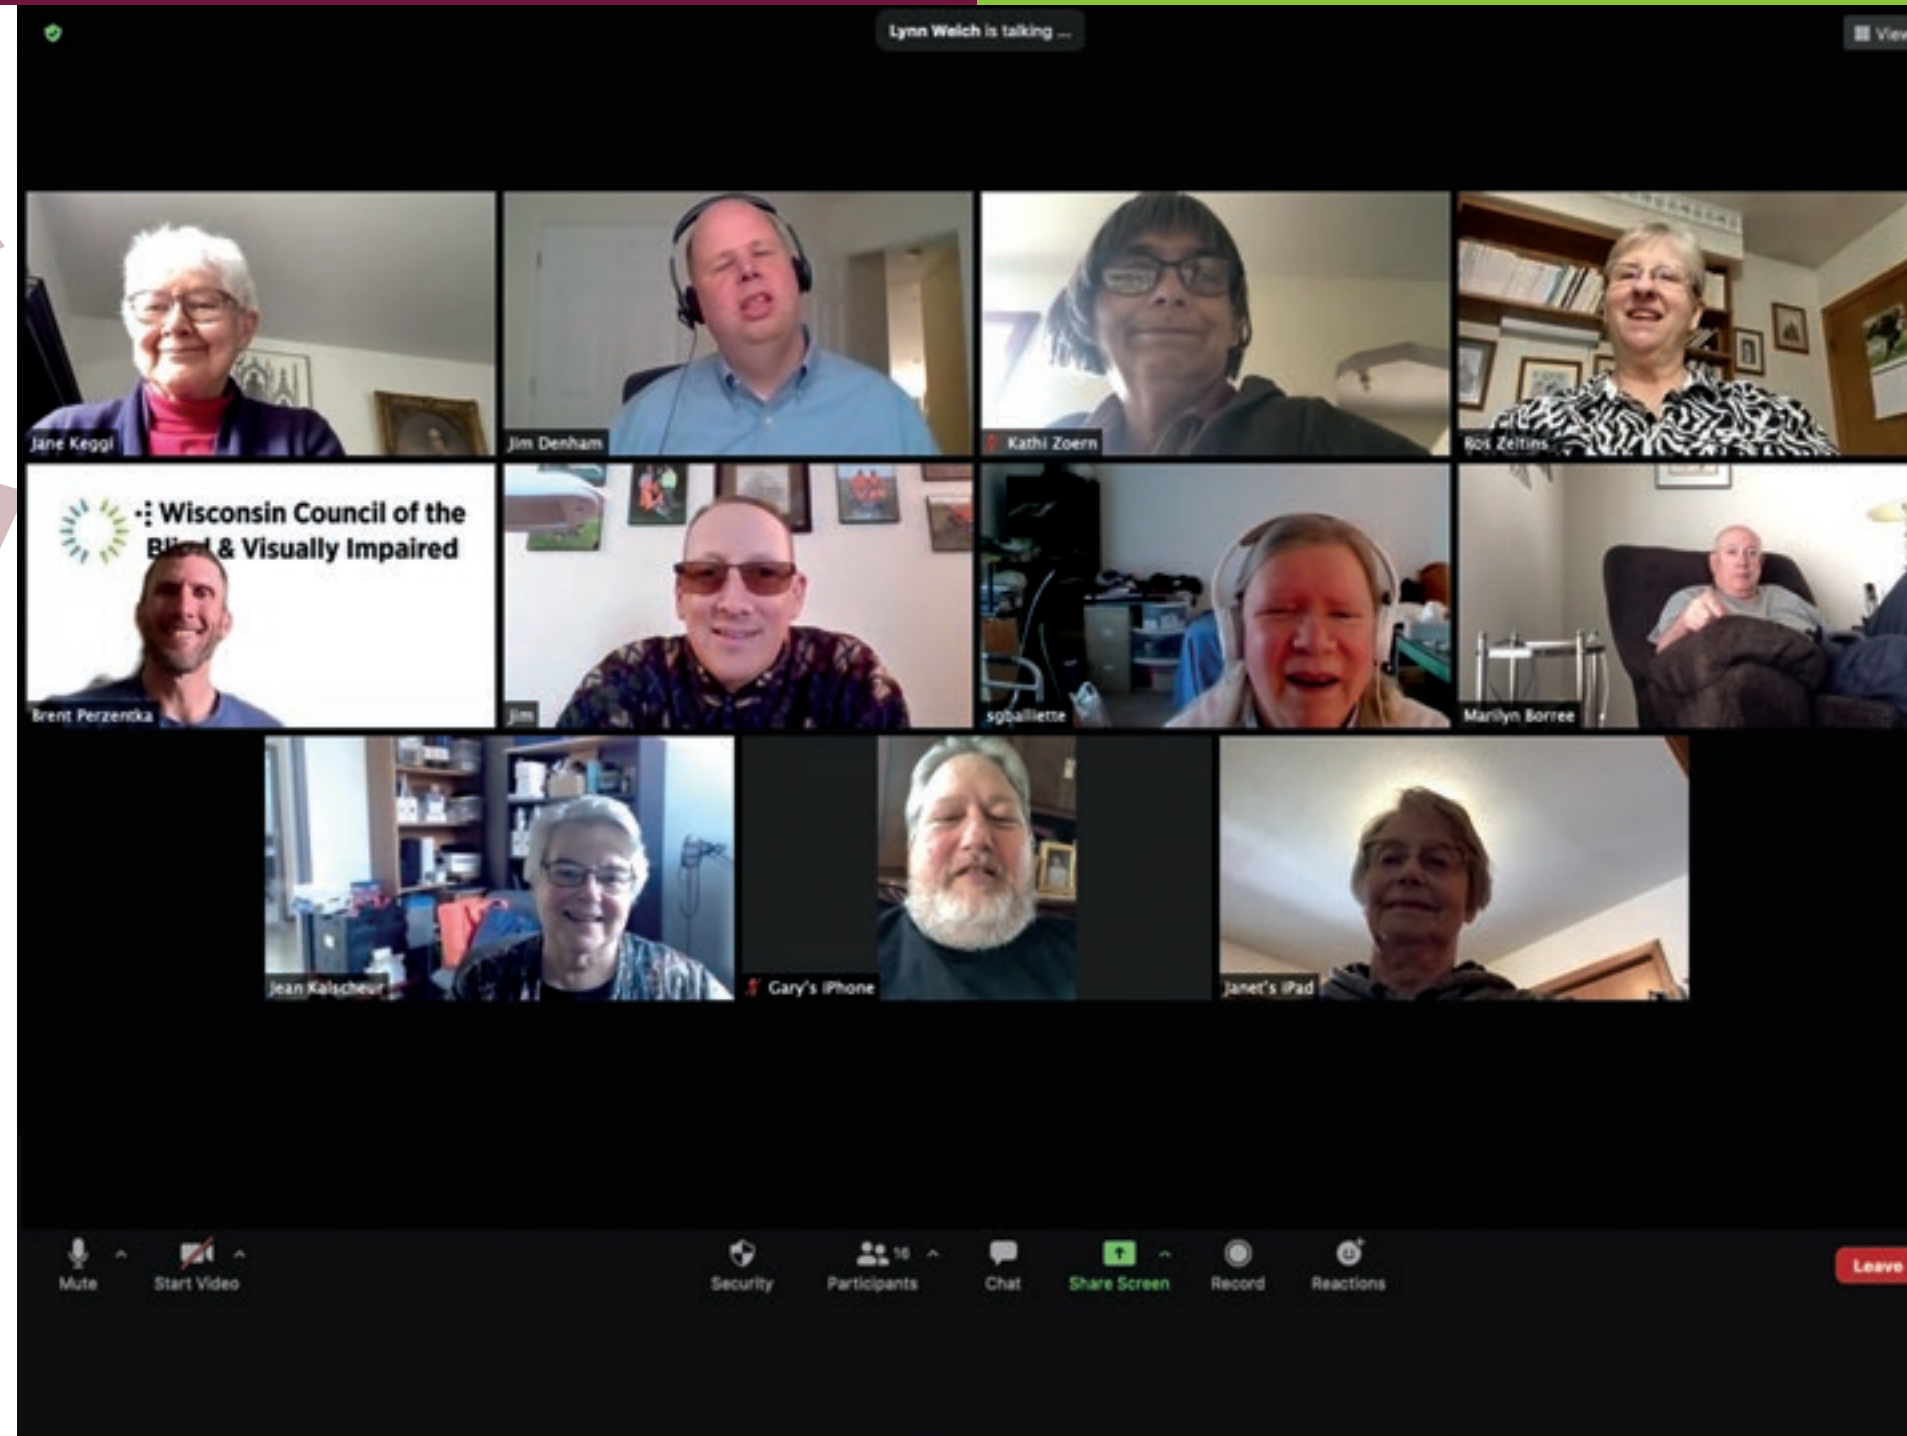 Lynn Welch is talking ...
View
Jane Keggi
Jim Denham
Kathi Zoern
Ros Zeltins
Wisconsin Council of the
Blind & Visually Impaired
Brent Perzentka
Jim
sgballiette
Marilyn Borree
Jean Kalscheur
Gary's iPhone
Janet's iPad
Mute
Start Video
Security
16
Participants
Chat
Share Screen
Record
Reactions
Leave